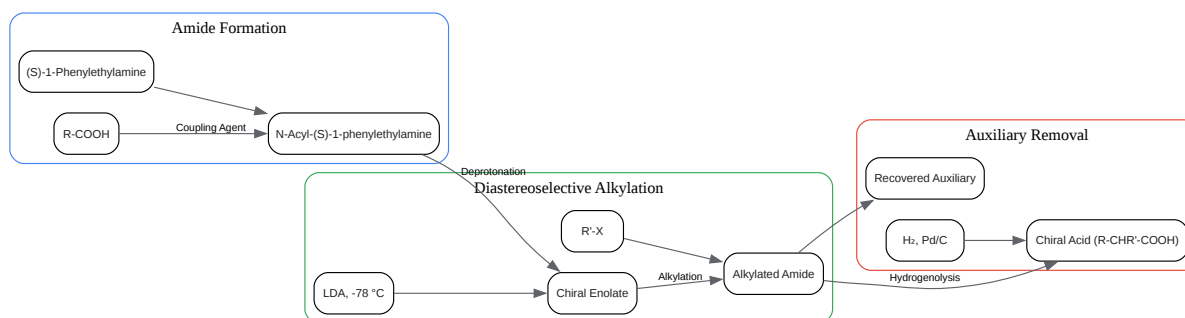 Amide Formation
(S)-1-Phenylethylamine
R-COOH
Coupling Agent
N-Acyl-(S)-1-phenylethylamine
Deprotonation
Diastereoselective Alkylation
R'-X
LDA, -78 °C
Chiral Enolate
Alkylation
Alkylated Amide
Auxiliary Removal
Recovered Auxiliary
H₂, Pd/C
Chiral Acid (R-CHR'-COOH)
Hydrogenolysis